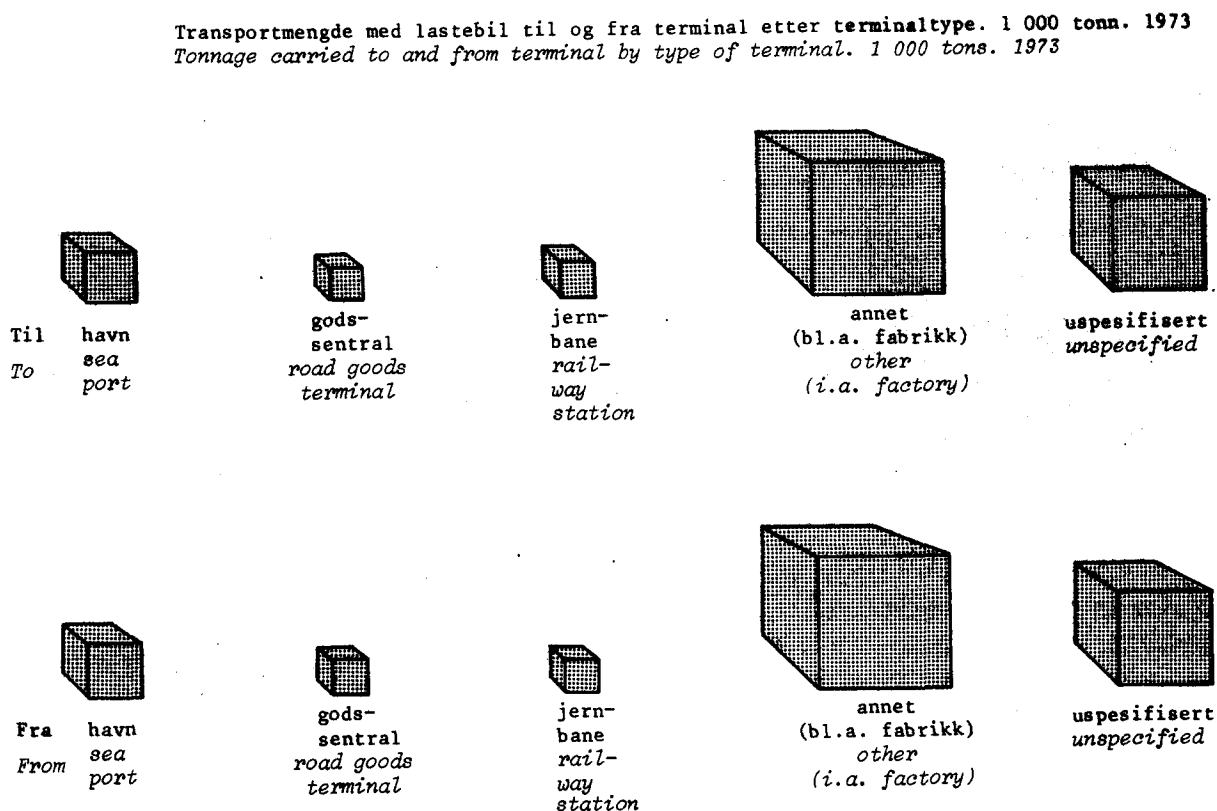 Transportmengde med lastebil til og fra terminal etter terminaltype. 1 000 tonn. 1973
Tonnage carried to and from terminal by type of terminal. 1 000 tons. 1973
Til
To
havn
sea
port
gods-
sentral
road goods
terminal
jern-
bane
rail-
way
station
annet
(bl.a. fabrikk)
other
(i.a. factory)
uspesifisert
unspecified
Fra
From
havn
sea
port
gods-
sentral
road goods
terminal
jern-
bane
rail-
way
station
annet
(bl.a. fabrikk)
other
(i.a. factory)
uspesifisert
unspecified